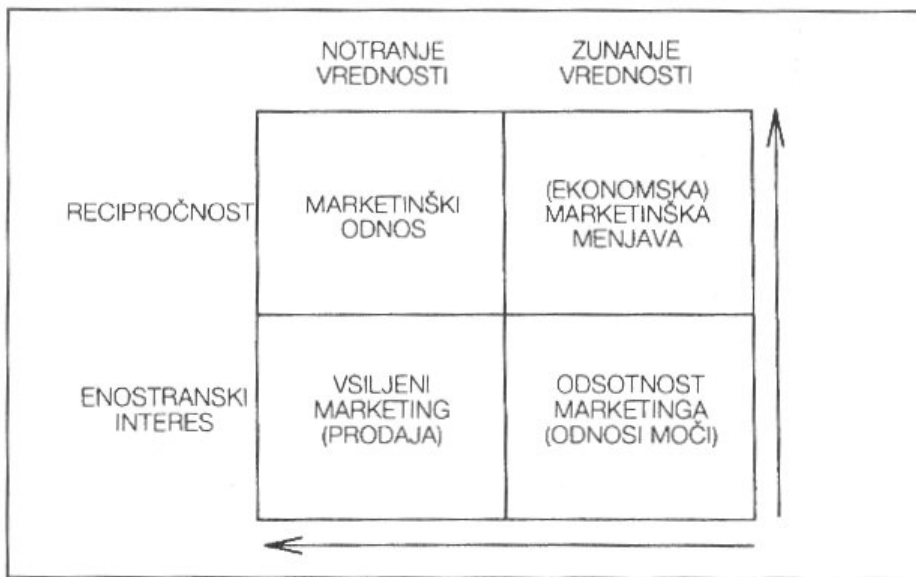 NOTRANJE
VREDNOSTI
ZUNANJE
VREDNOSTI
RECIPROČNOST
MARKETINŠKI
ODNOS
(EKONOMSKA)
MARKETINŠKA
MENJAVA
ENOSTRANSKI
INTERES
VSILJENI
MARKETING
(PRODAJA)
ODSOTNOST
MARKETINGA
(ODNOSI MOČI)